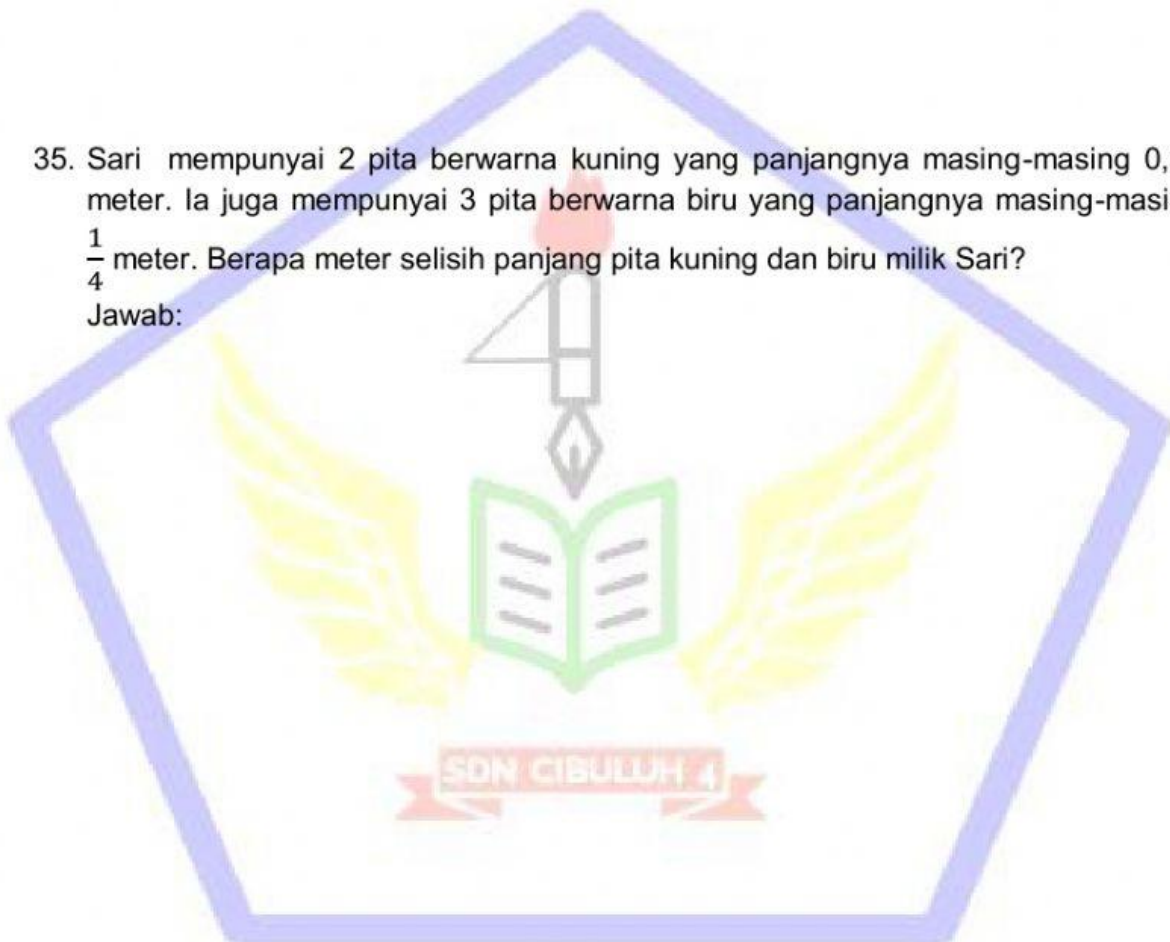 35. Sari mempunyai 2 pita berwarna kuning yang panjangnya masing-masing 0,
meter. Ia juga mempunyai 3 pita berwarna biru yang panjangnya masing-masi
1/4 meter. Berapa meter selisih panjang pita kuning dan biru milik Sari?
Jawab:
SDN CIBULUH 4